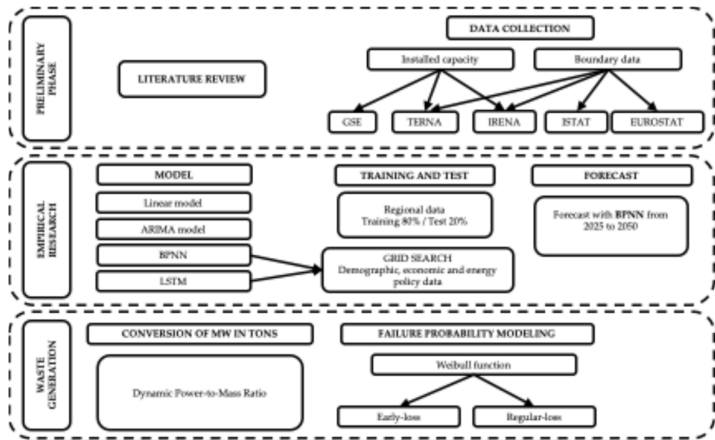 PRELIMINARY
PHASE
LITERATURE REVIEW
DATA COLLECTION
Installed capacity
Boundary data
GSE
TERNA
IRENA
ISTAT
EUROSTAT
EMPIRICAL
RESEARCH
MODEL
Linear model
ARIMA model
BPNN
LSTM
TRAINING AND TEST
Regional data
Training 80% / Test 20%
GRID SEARCH
Demographic, economic and energy
policy data
FORECAST
Forecast with BPNN from
2025 to 2050
WASTE
GENERATION
CONVERSION OF MW IN TONS
Dynamic Power-to-Mass Ratio
FAILURE PROBABILITY MODELING
Weibull function
Early-loss
Regular-loss